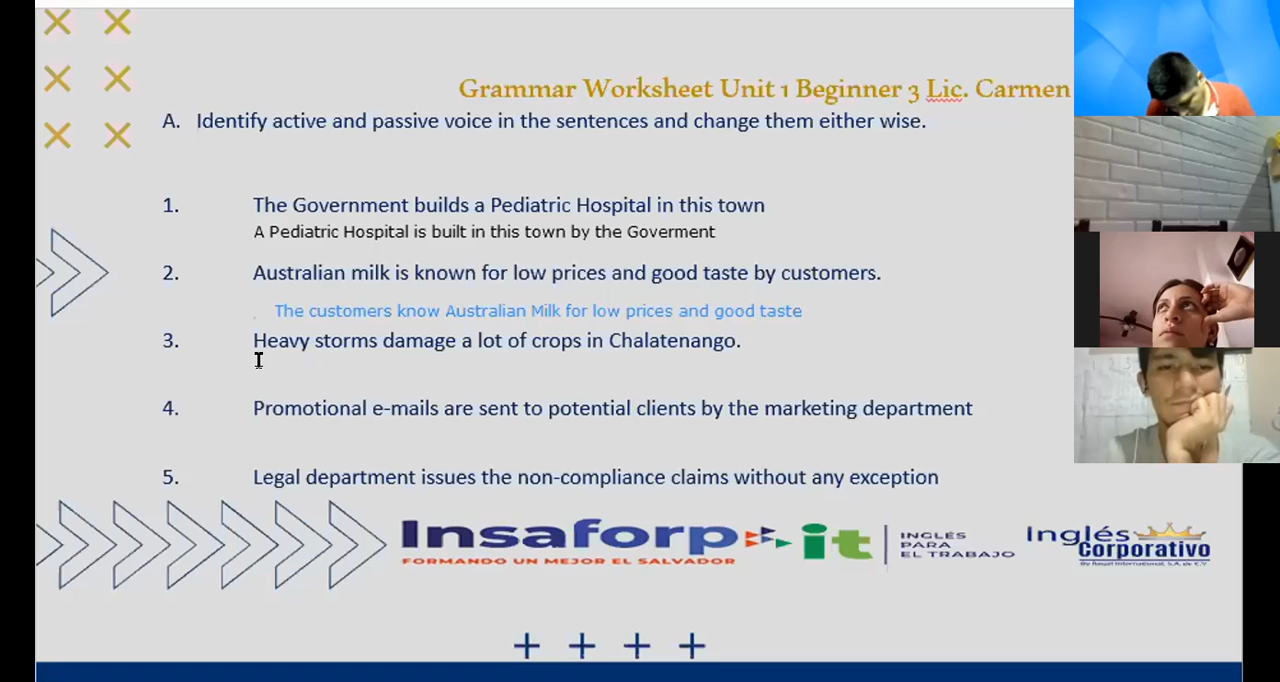 Grammar Worksheet Unit 1 Beginner 3 Lic. Carmen
A. Identify active and passive voice in the sentences and change them either wise.
1. The Government builds a Pediatric Hospital in this town
A Pediatric Hospital is built in this town by the Goverment
2. Australian milk is known for low prices and good taste by customers.
The customers know Australian Milk for low prices and good taste
3. Heavy storms damage a lot of crops in Chalatenango.
4. Promotional e-mails are sent to potential clients by the marketing department
5. Legal department issues the non-compliance claims without any exception
Insaforp
FORMANDO UN MEJOR EL SALVADOR
it
INGLÉS
PARA
EL TRABAJO
Inglés
Corporativo
By Royal International, S.A. de C.V